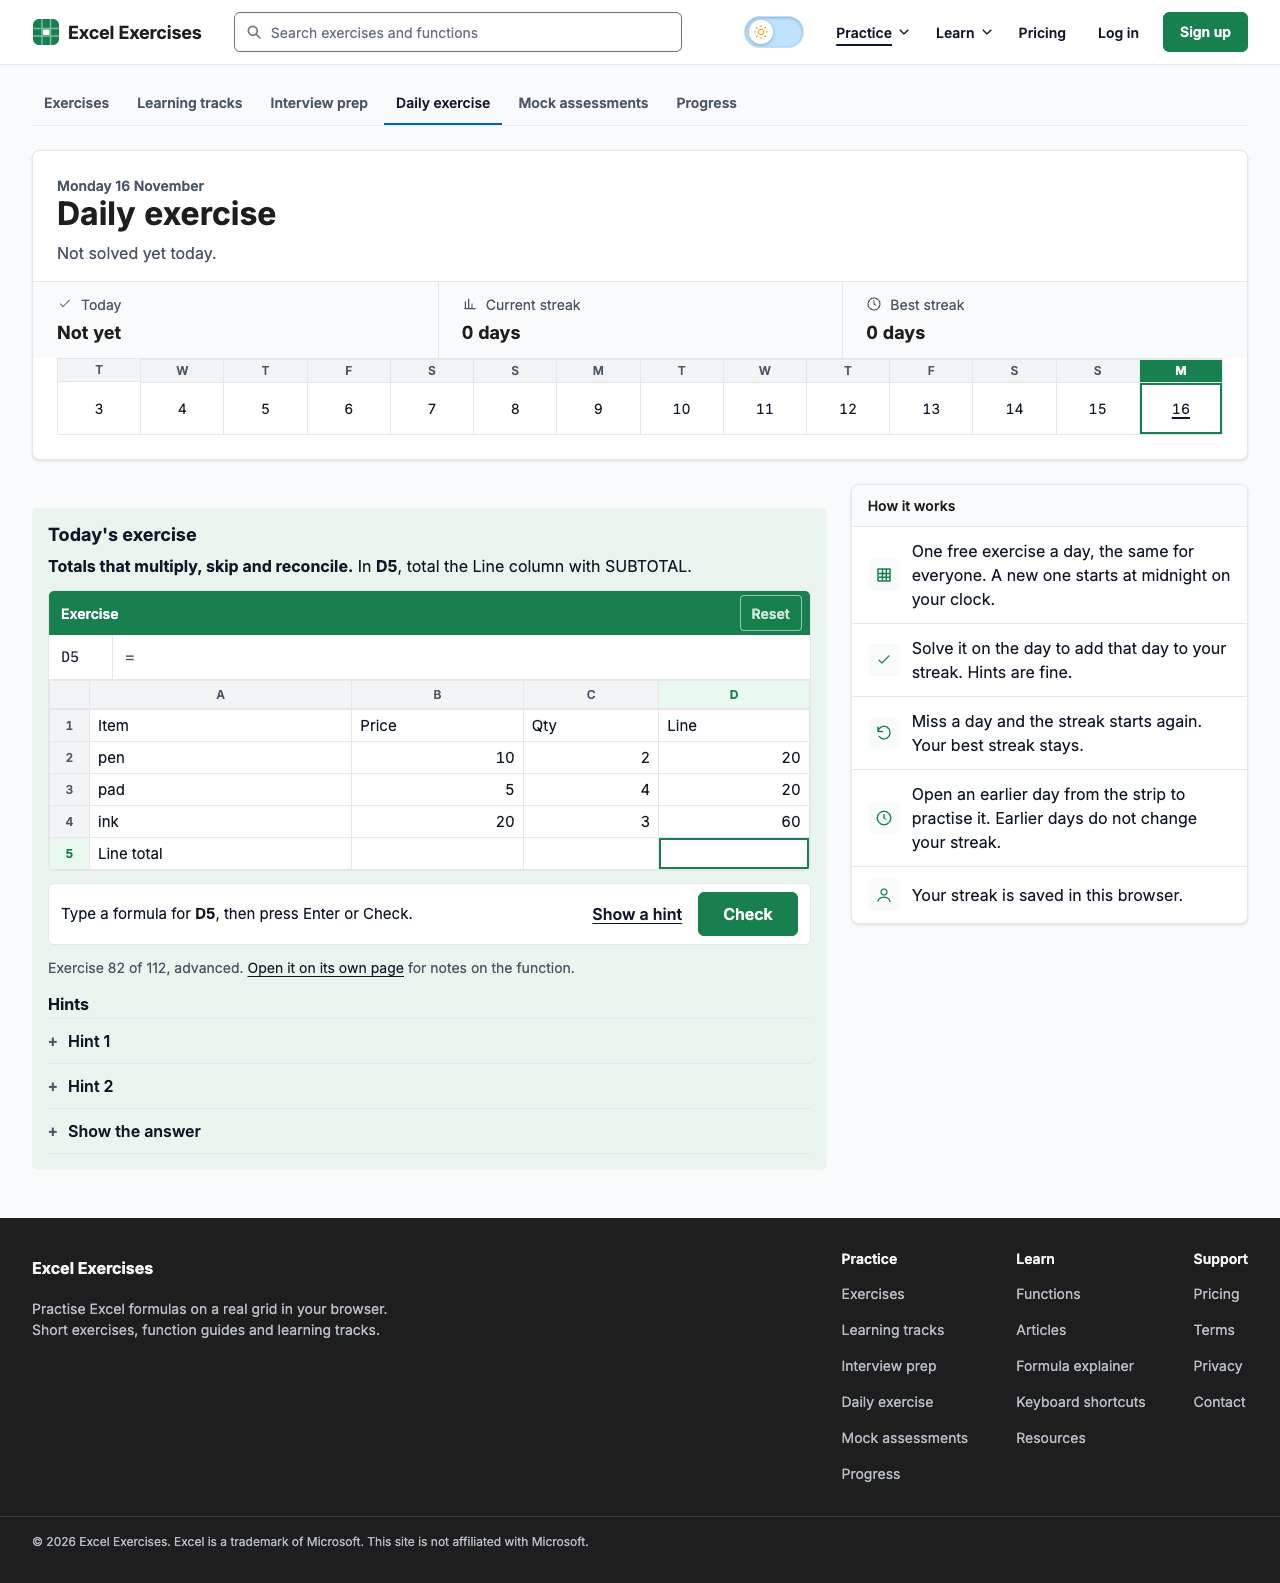 Excel Exercises
Search exercises and functions
Practice
Learn
Pricing
Log in
Sign up
Exercises
Learning tracks
Interview prep
Daily exercise
Mock assessments
Progress
Monday 16 November
Daily exercise
Not solved yet today.
Today
Not yet
Current streak
0 days
Best streak
0 days
T W T F S S M T W T F S S M
3 4 5 6 7 8 9 10 11 12 13 14 15 16
Today's exercise
Totals that multiply, skip and reconcile. In D5, total the Line column with SUBTOTAL.
Exercise
Reset
D5 =
A B C D
1 Item Price Qty Line
2 pen 10 2 20
3 pad 5 4 20
4 ink 20 3 60
5 Line total
Type a formula for D5, then press Enter or Check.
Show a hint
Check
Exercise 82 of 112, advanced. Open it on its own page for notes on the function.
Hints
+ Hint 1
+ Hint 2
+ Show the answer
How it works
One free exercise a day, the same for
everyone. A new one starts at midnight on
your clock.
Solve it on the day to add that day to your
streak. Hints are fine.
Miss a day and the streak starts again.
Your best streak stays.
Open an earlier day from the strip to
practise it. Earlier days do not change
your streak.
Your streak is saved in this browser.
Excel Exercises
Practise Excel formulas on a real grid in your browser.
Short exercises, function guides and learning tracks.
Practice
Exercises
Learning tracks
Interview prep
Daily exercise
Mock assessments
Progress
Learn
Functions
Articles
Formula explainer
Keyboard shortcuts
Resources
Support
Pricing
Terms
Privacy
Contact
© 2026 Excel Exercises. Excel is a trademark of Microsoft. This site is not affiliated with Microsoft.